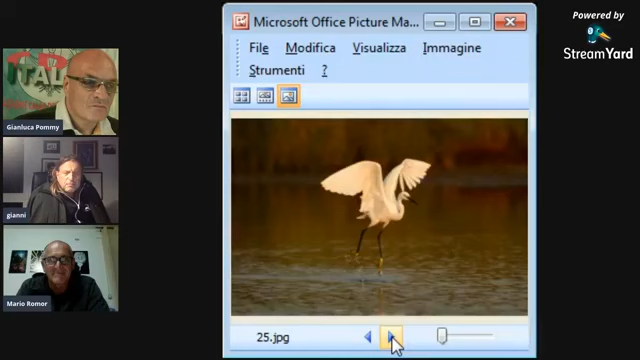 Powered by
StreamYard
Microsoft Office Picture Ma...
File Modifica Visualizza Immagine
Strumenti ?
ITAL
Gianluca Pommy
gianni
Mario Romor
25.jpg